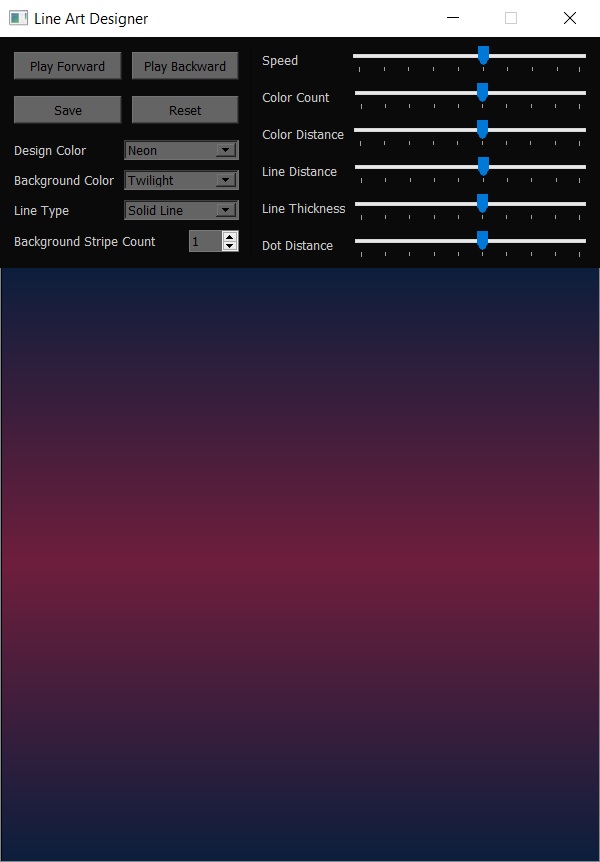 Line Art Designer
Play Forward
Play Backward
Save
Reset
Design Color
Neon
Background Color
Twilight
Line Type
Solid Line
Background Stripe Count
1
Speed
Color Count
Color Distance
Line Distance
Line Thickness
Dot Distance